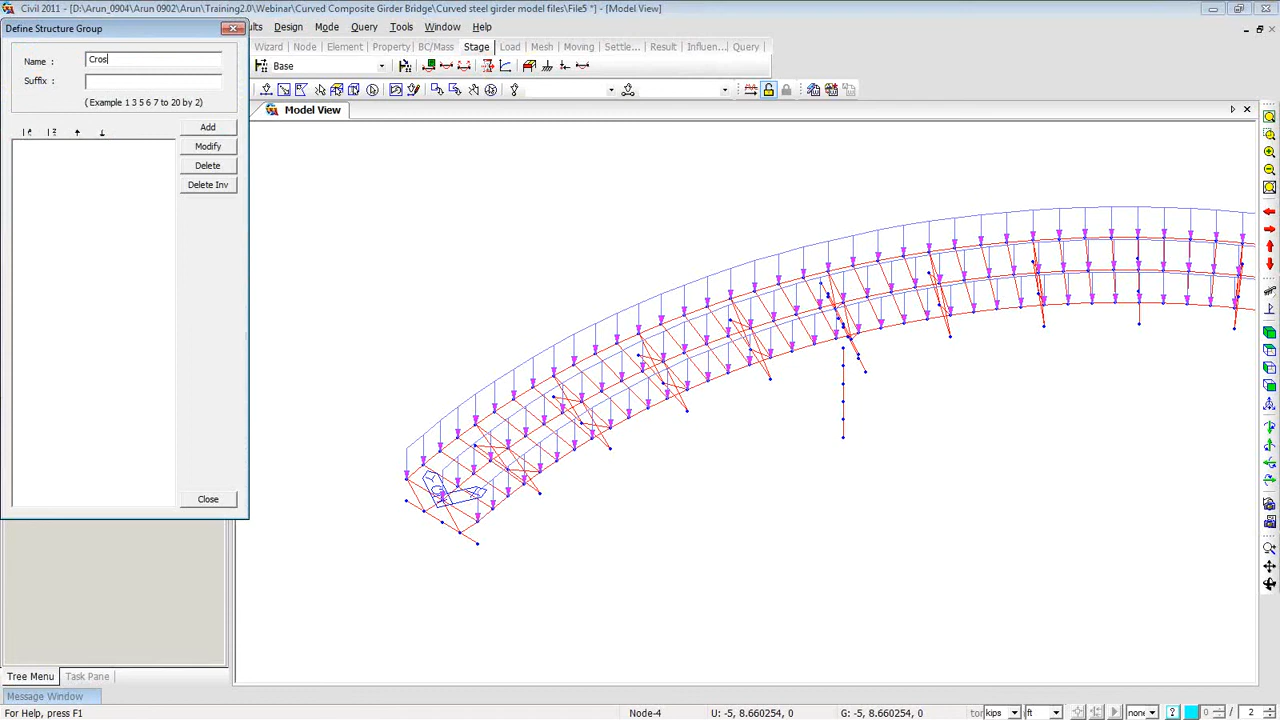 Civil 2011 - [D:\Arun_0904\Arun 0902\Arun\Training2.0\Webinar\Curved Composite Girder Bridge\Curved steel girder model files\File5 *] - [Model View]
Define Structure Group
Design Mode Query Tools Window Help
Wizard Node Element Property BC/Mass Stage Load Mesh Moving Settle... Result Influen... Query
Name : Cros
Base
Suffix :
( Example 1 3 5 6 7 to 20 by 2)
Model View
Add
Modify
Delete
Delete Inv
Close
Tree Menu Task Pane
Message Window
For Help, press F1
Node-4
U: -5, 8.660254, 0
G: -5, 8.660254, 0
kips
ft
none
? 0 / 2